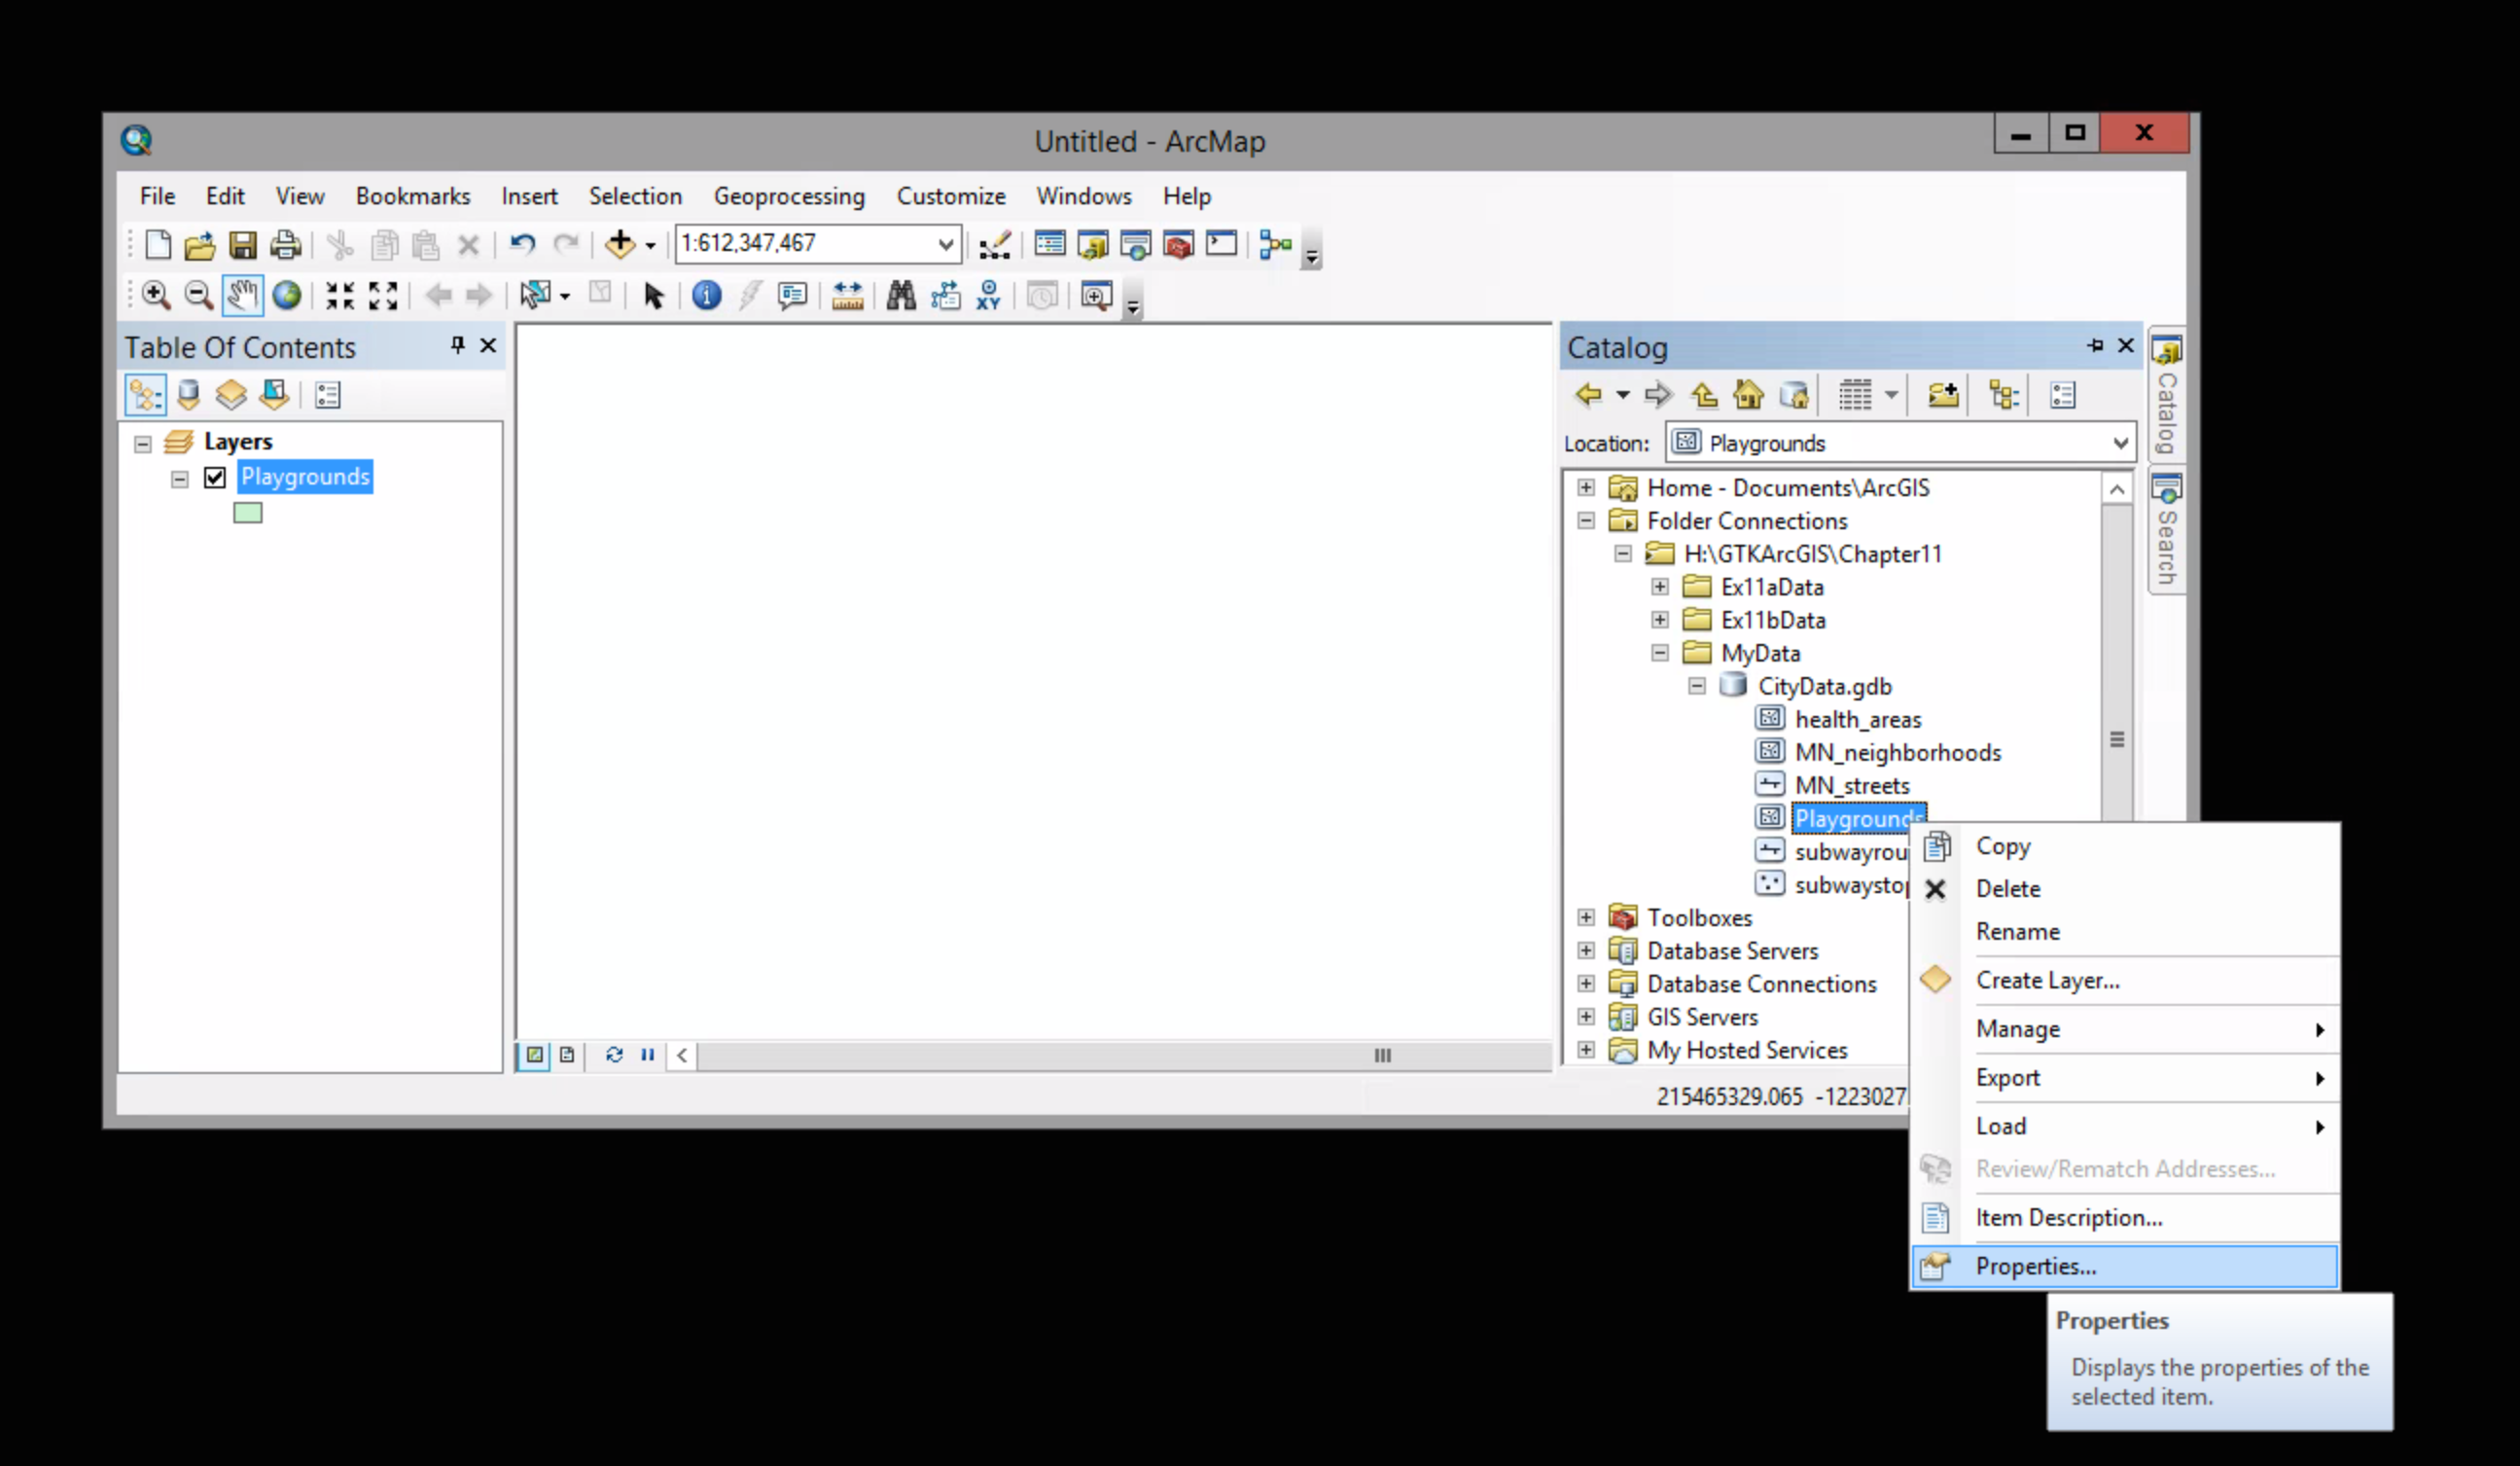 Untitled - ArcMap
File Edit View Bookmarks Insert Selection Geoprocessing Customize Windows Help
1:612,347,467
XY
Table Of Contents
Layers
Playgrounds
Catalog
Location: Playgrounds
Home - Documents\ArcGIS
Folder Connections
H:\GTKArcGIS\Chapter11
Ex11aData
Ex11bData
MyData
CityData.gdb
health_areas
MN_neighborhoods
MN_streets
Playgrounds
subwayrou
subwaystop
Toolboxes
Database Servers
Database Connections
GIS Servers
My Hosted Services
215465329.065 -1223027
Catalog
Search
Copy
Delete
Rename
Create Layer...
Manage
Export
Load
Review/Rematch Addresses...
Item Description...
Properties...
Properties
Displays the properties of the
selected item.